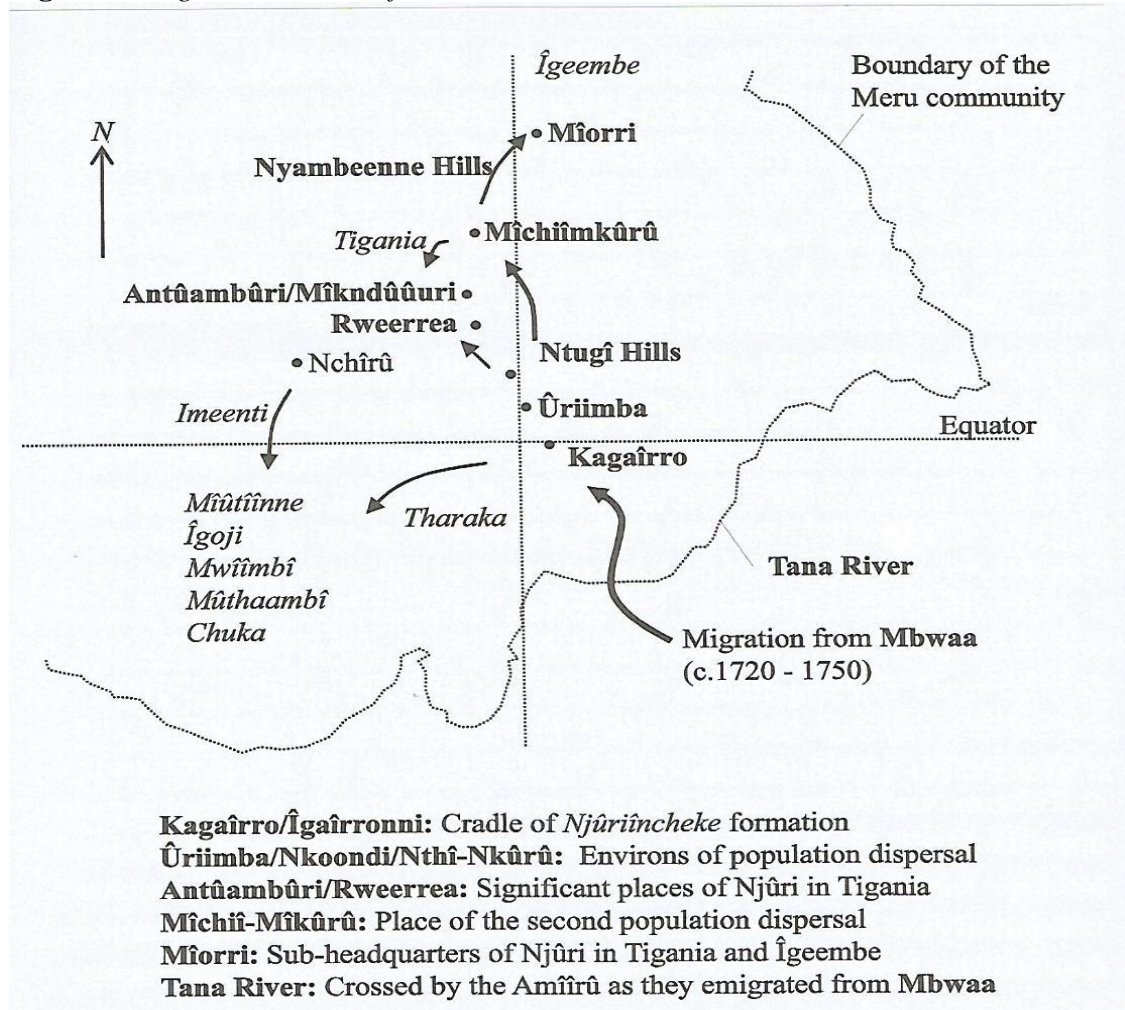 Îgeembe
Boundary of the
Meru community
N
Mîorri
Nyambeenne Hills
Tigania
Mîchiîmkûrû
Antûambûri/Mîkndûûuri
Rweerrea
Ntugî Hills
Nchîrû
Imeenti
Ûriimba
Equator
Kagaîrro
Mîûtîînne
Îgoji
Mwîîmbî
Mûthaambî
Chuka
Tharaka
Tana River
Migration from Mbwaa
(c.1720 - 1750)
Kagaîrro/Îgaîrronni: Cradle of Njûriîncheke formation
Ûriimba/Nkoondi/Nthî-Nkûrû: Environs of population dispersal
Antûambûri/Rweerrea: Significant places of Njûri in Tigania
Mîchiî-Mîkûrû: Place of the second population dispersal
Mîorri: Sub-headquarters of Njûri in Tigania and Îgeembe
Tana River: Crossed by the Amîîrû as they emigrated from Mbwaa